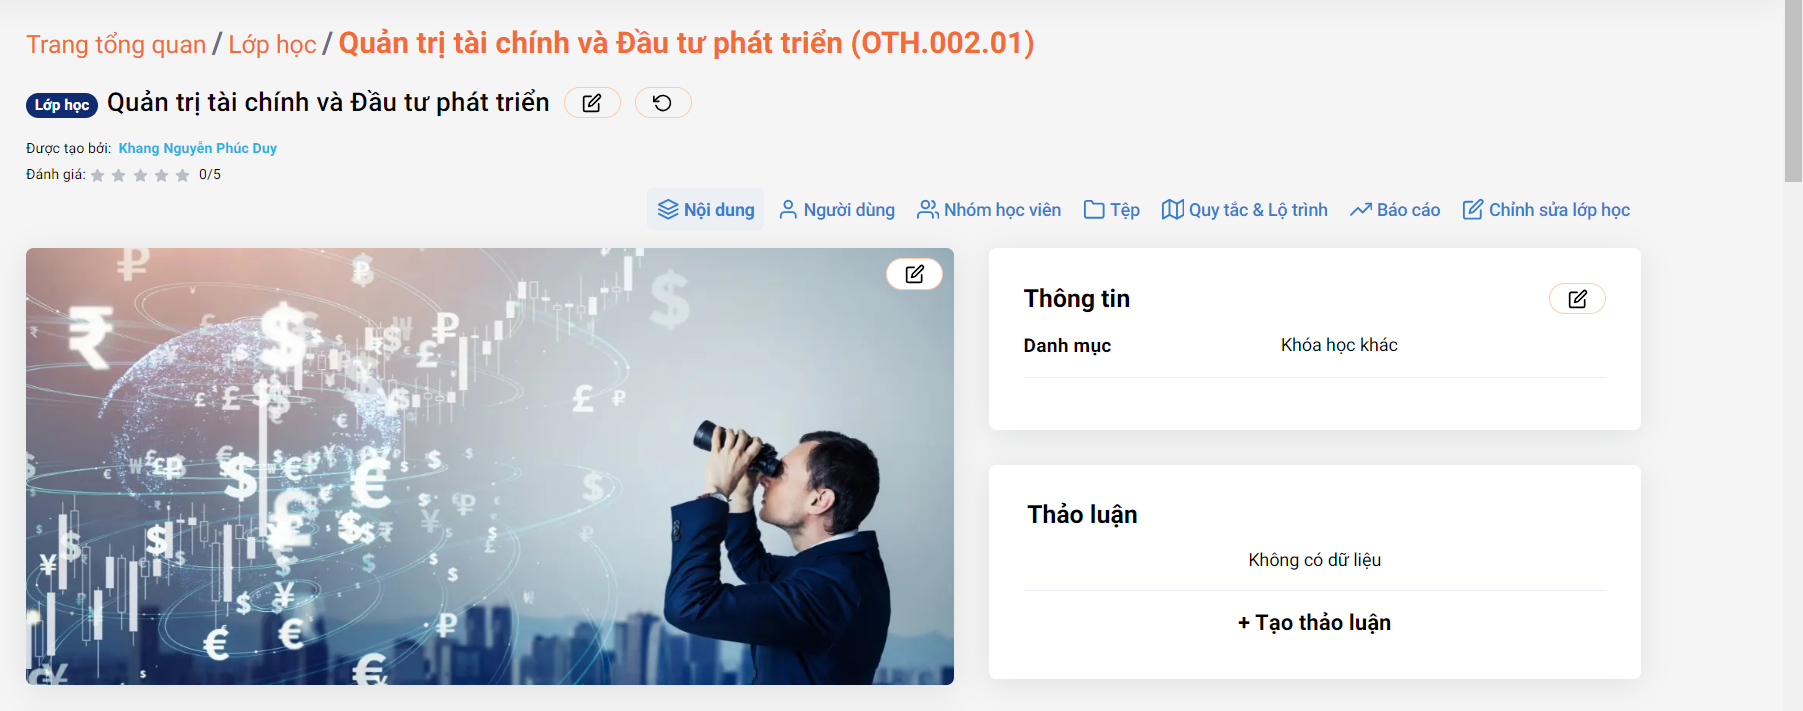 Trang tổng quan / Lớp học / Quản trị tài chính và Đầu tư phát triển (OTH.002.01)
Lớp học Quản trị tài chính và Đầu tư phát triển
Được tạo bởi: Khang Nguyễn Phúc Duy
Đánh giá: 0/5
Nội dung Người dùng Nhóm học viên Tệp Quy tắc & Lộ trình Báo cáo Chỉnh sửa lớp học
Thông tin
Danh mục Khóa học khác
Thảo luận
Không có dữ liệu
+ Tạo thảo luận